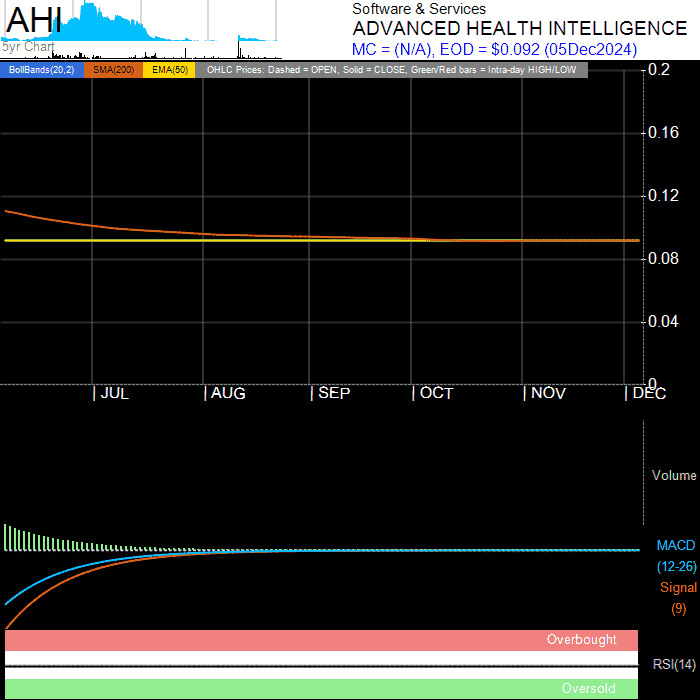 AHI
5yr Chart
Software & Services
ADVANCED HEALTH INTELLIGENCE
MC = (N/A), EOD = $0.092 (05Dec2024)
BollBands(20,2) SMA(200) EMA(50) OHLC Prices: Dashed = OPEN, Solid = CLOSE, Green/Red bars = Intra-day HIGH/LOW
0.2
0.16
0.12
0.08
0.04
0
| JUL | AUG | SEP | OCT | NOV | DEC
Volume
MACD
(12-26)
Signal
(9)
Overbought
RSI(14)
Oversold